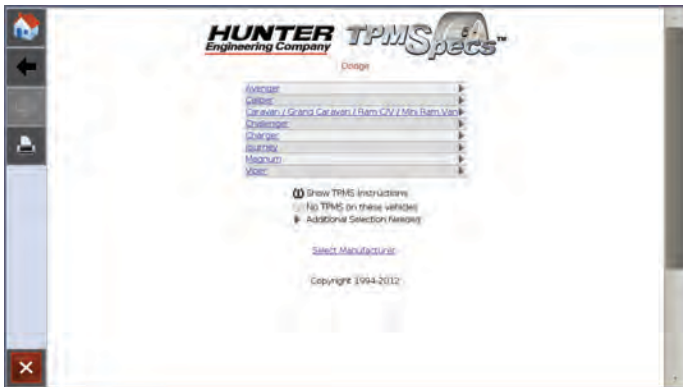 HUNTER
Engineering Company
TPMSpecs™
Dodge
Avenger
Caliber
Caravan / Grand Caravan / Ram C/V / Mini Ram Van
Challenger
Charger
Journey
Magnum
Viper
Show TPMS Instructions
No TPMS on these vehicles
Additional Selection Needed
Select Manufacturer
Copyright 1994-2012